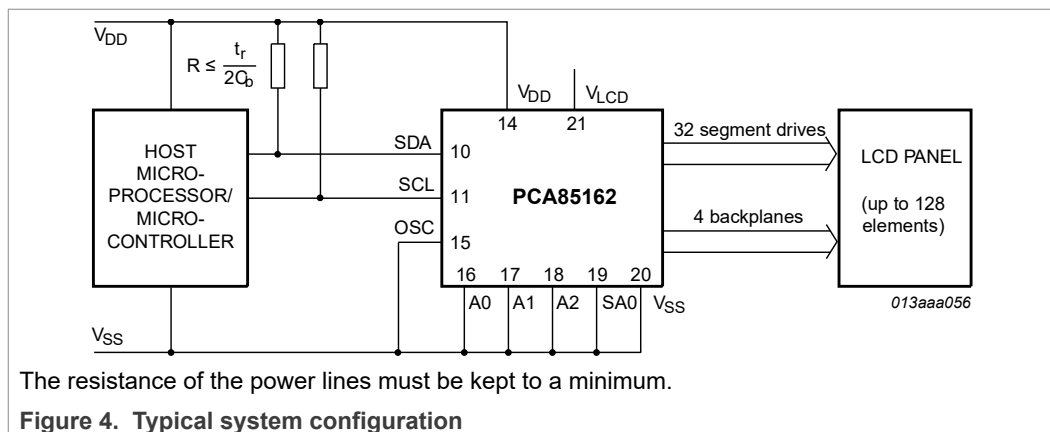 VDD
R ≤ tr
2Cb
VDD
VLCD
14
21
HOST
MICRO-
PROCESSOR/
MICRO-
CONTROLLER
SDA
10
SCL
11
OSC
15
PCA85162
16 17 18 19 20
A0 A1 A2 SA0 VSS
32 segment drives
4 backplanes
LCD PANEL
(up to 128
elements)
013aaa056
VSS
The resistance of the power lines must be kept to a minimum.
Figure 4. Typical system configuration